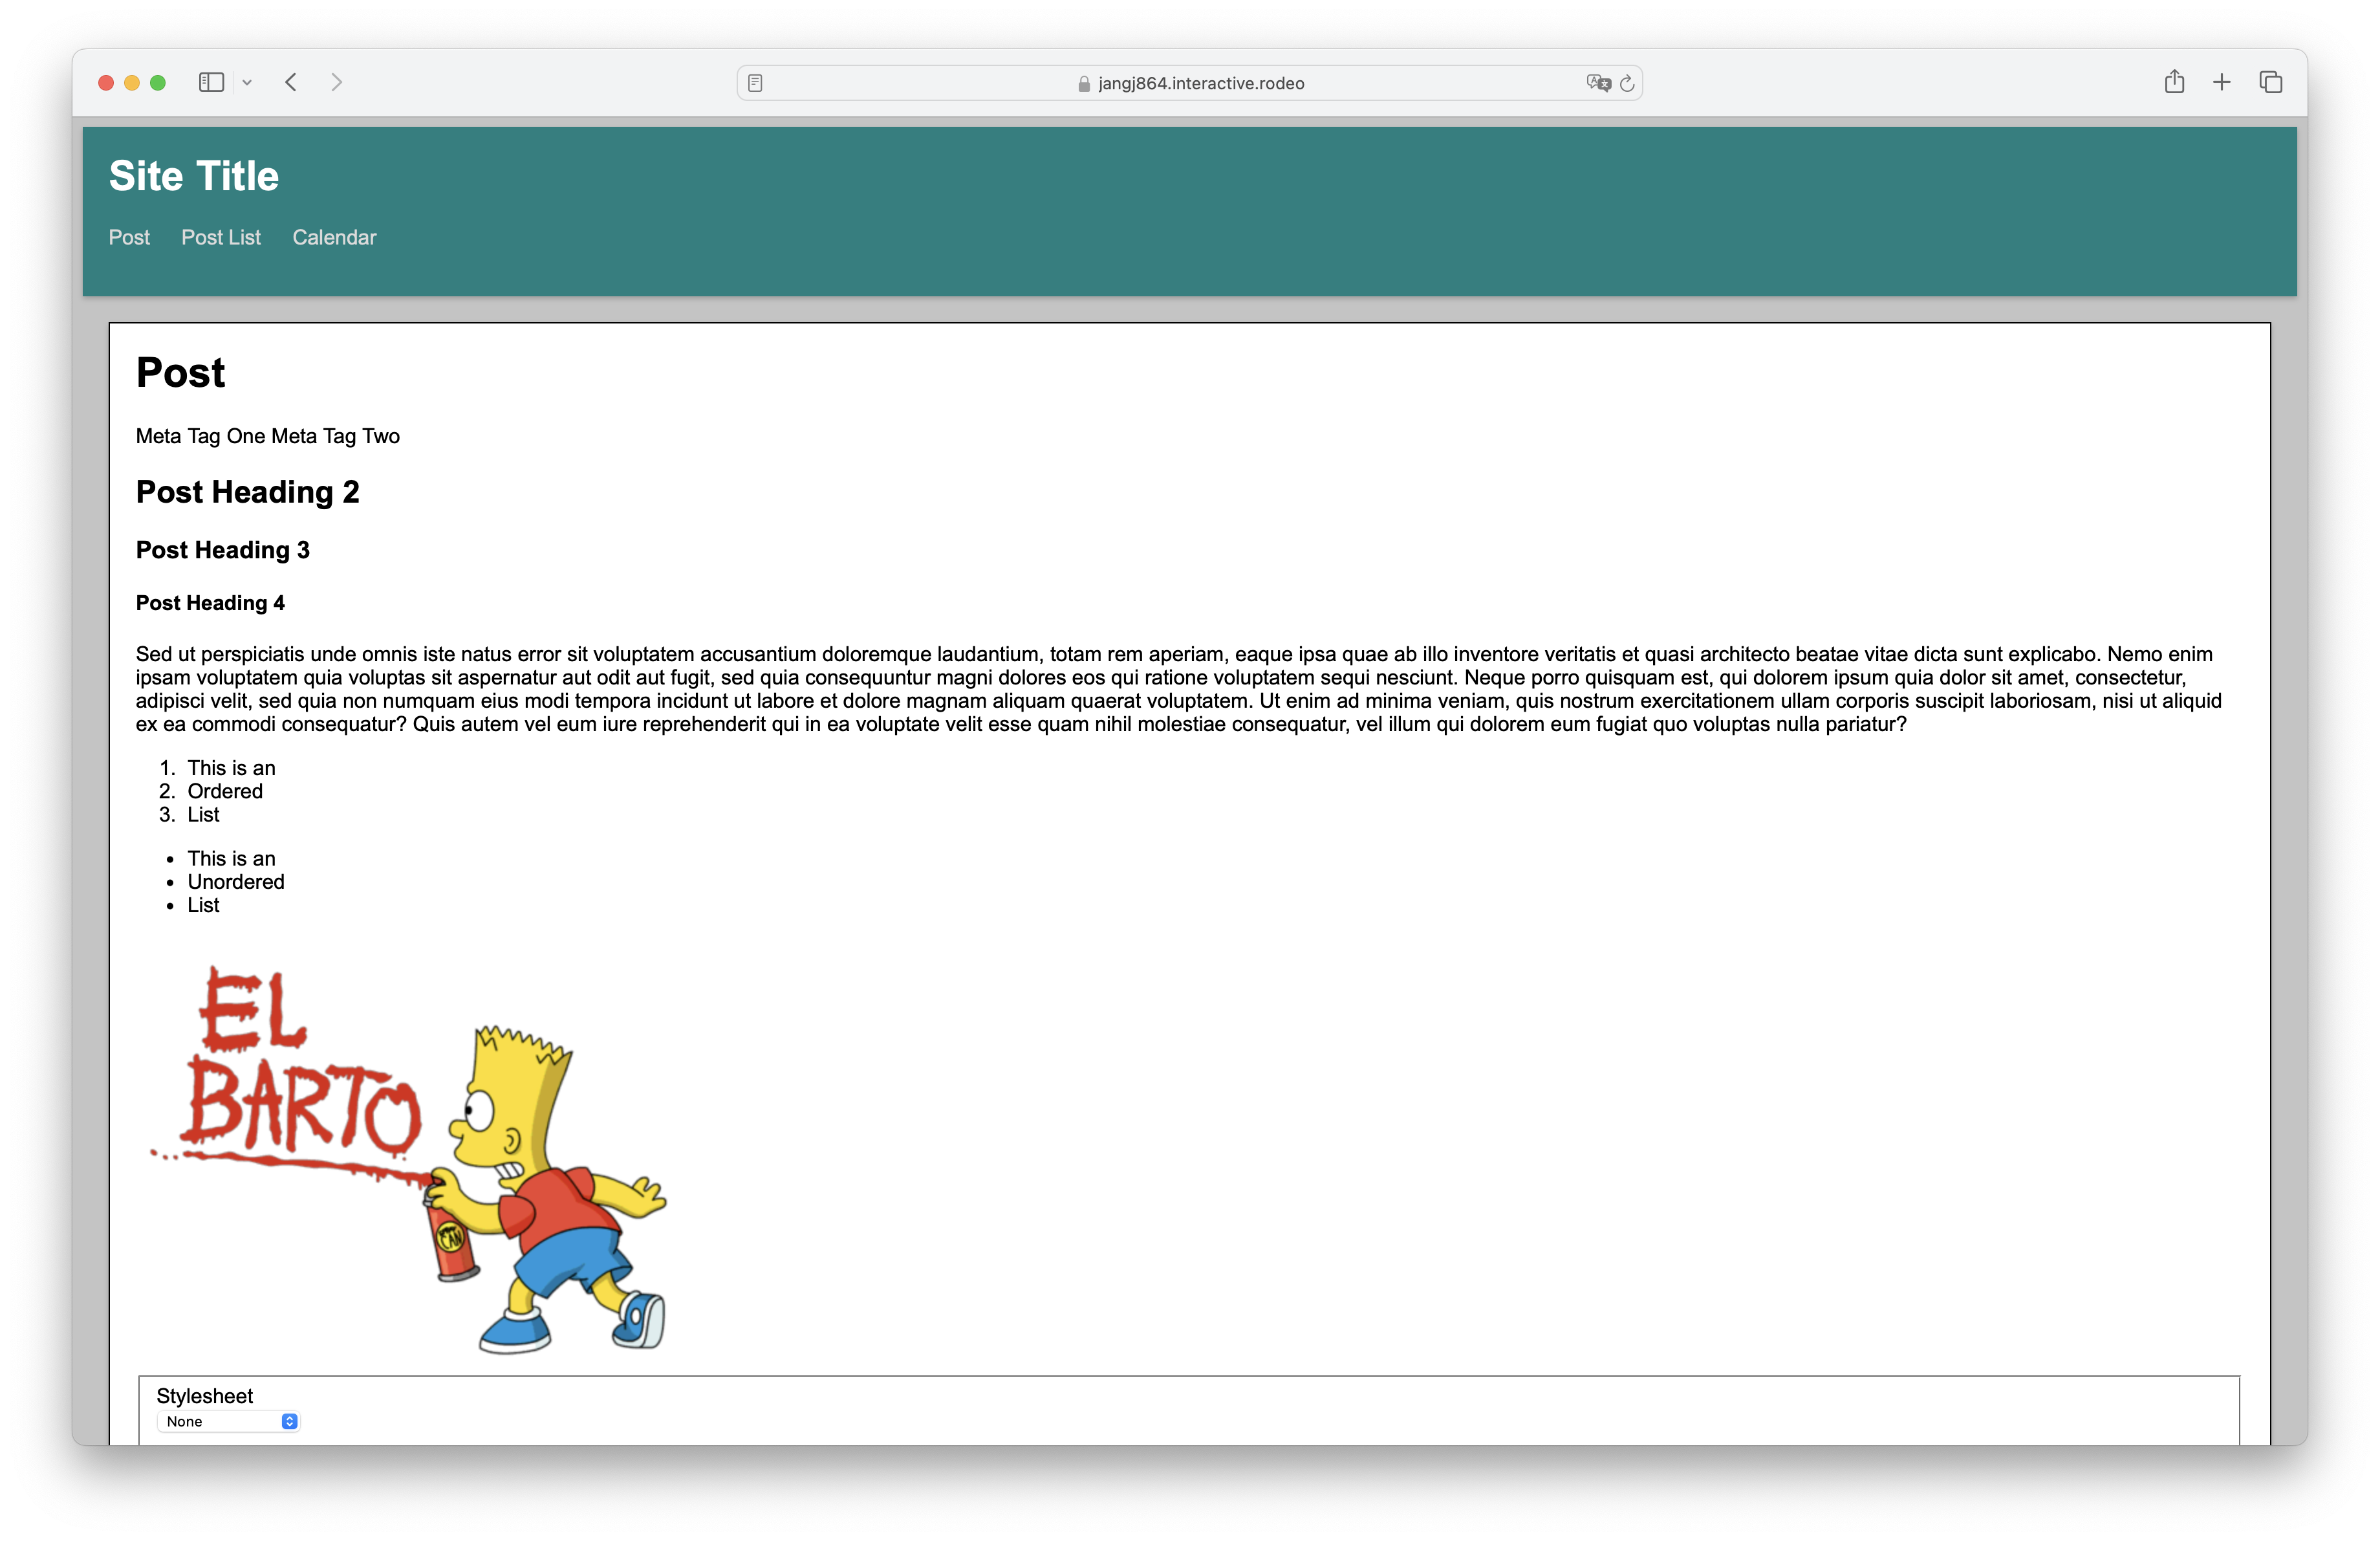 jangj864.interactive.rodeo
Site Title
Post Post List Calendar
Post
Meta Tag One Meta Tag Two
Post Heading 2
Post Heading 3
Post Heading 4
Sed ut perspiciatis unde omnis iste natus error sit voluptatem accusantium doloremque laudantium, totam rem aperiam, eaque ipsa quae ab illo inventore veritatis et quasi architecto beatae vitae dicta sunt explicabo. Nemo enim
ipsam voluptatem quia voluptas sit aspernatur aut odit aut fugit, sed quia consequuntur magni dolores eos qui ratione voluptatem sequi nesciunt. Neque porro quisquam est, qui dolorem ipsum quia dolor sit amet, consectetur,
adipisci velit, sed quia non numquam eius modi tempora incidunt ut labore et dolore magnam aliquam quaerat voluptatem. Ut enim ad minima veniam, quis nostrum exercitationem ullam corporis suscipit laboriosam, nisi ut aliquid
ex ea commodi consequatur? Quis autem vel eum iure reprehenderit qui in ea voluptate velit esse quam nihil molestiae consequatur, vel illum qui dolorem eum fugiat quo voluptas nulla pariatur?
1. This is an
2. Ordered
3. List
• This is an
• Unordered
• List
EL
BARTO
CAN
Stylesheet
None